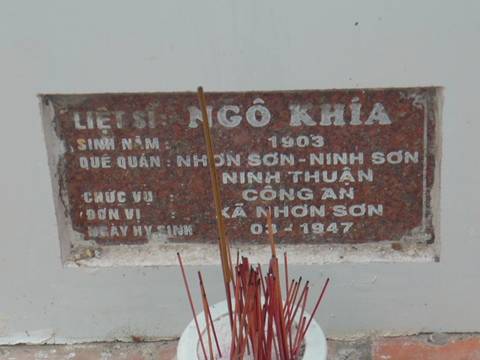 LIỆT SĨ: NGÔ KHÍA
SINH NĂM : 1903
QUÊ QUÁN : NHƠN SƠN - NINH SƠN
NINH THUẬN
CHỨC VỤ : CÔNG AN
ĐƠN VỊ : XÃ NHƠN SƠN
NGÀY HY SINH 03 - 1947